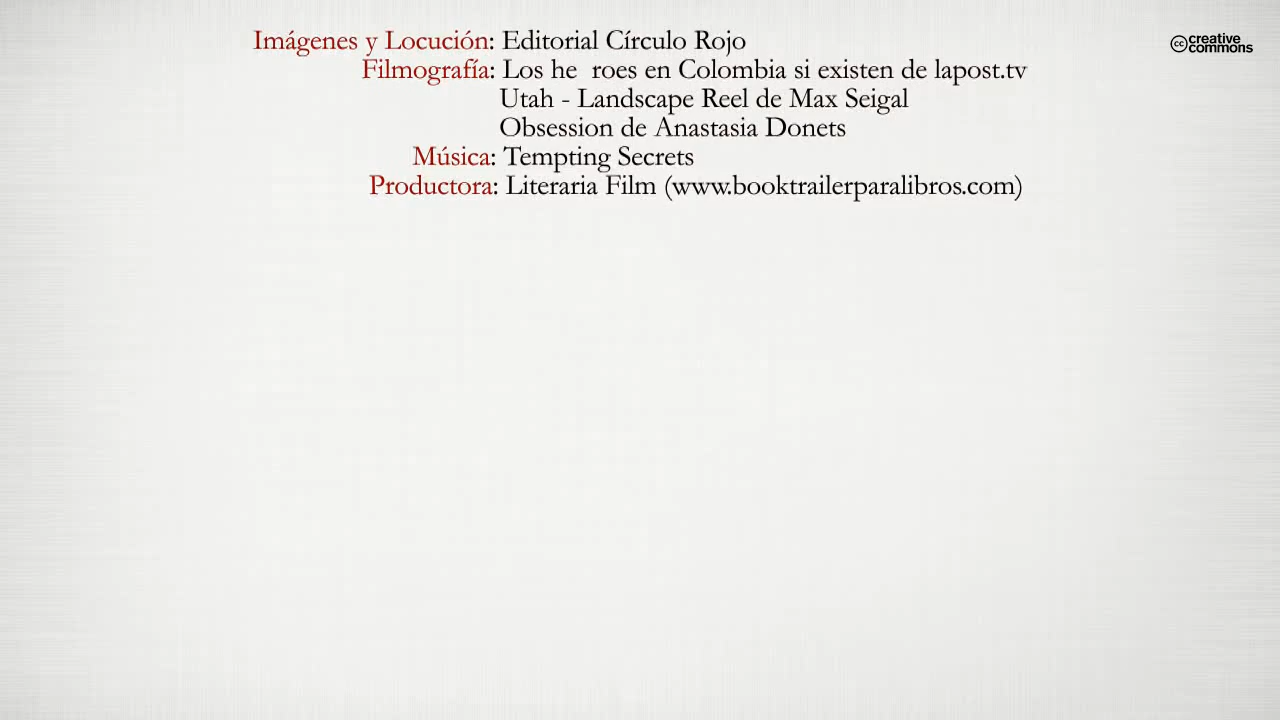 Imágenes y Locución: Editorial Círculo Rojo
Filmografía: Los he  roes en Colombia si existen de lapost.tv
Utah - Landscape Reel de Max Seigal
Obsession de Anastasia Donets
Música: Tempting Secrets
Productora: Literaria Film (www.booktrailerparalibros.com)
cc creative
commons